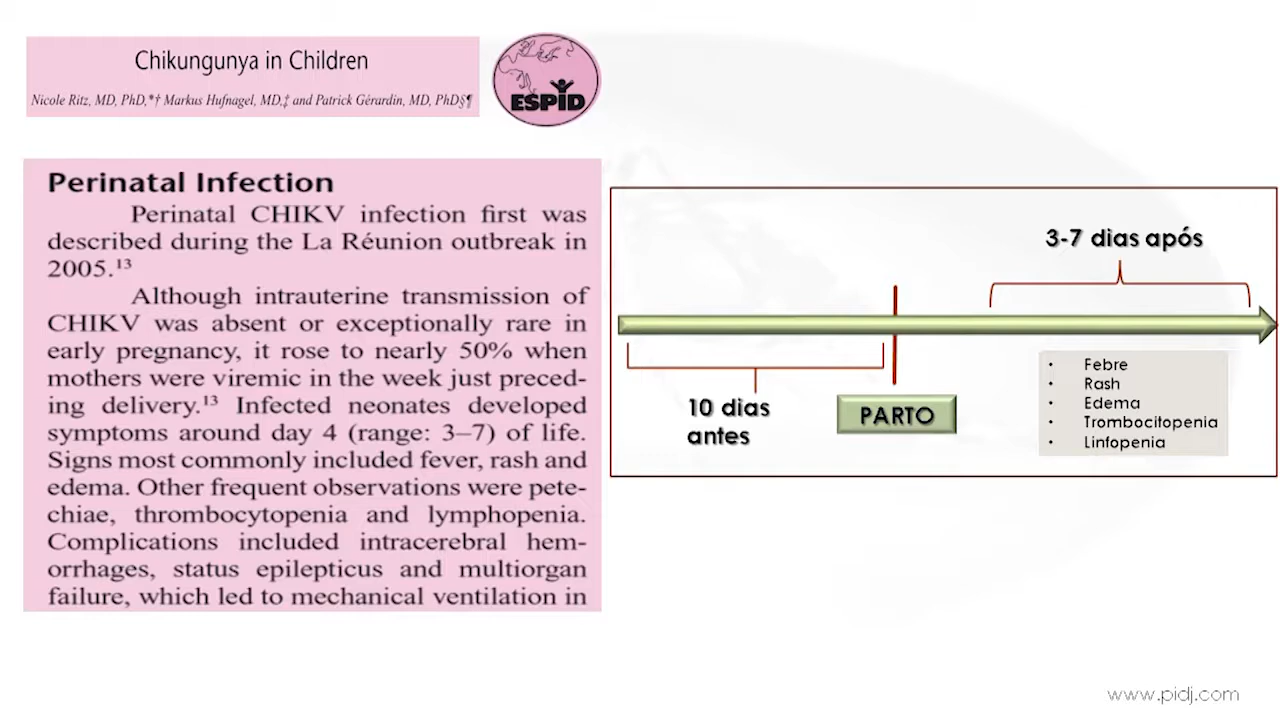 Chikungunya in Children
Nicole Ritz, MD, PhD,*† Markus Hufnagel, MD,‡ and Patrick Gérardin, MD, PhD§¶
ESPID
Perinatal Infection
Perinatal CHIKV infection first was
described during the La Réunion outbreak in
2005.¹³
Although intrauterine transmission of
CHIKV was absent or exceptionally rare in
early pregnancy, it rose to nearly 50% when
mothers were viremic in the week just preced-
ing delivery.¹³ Infected neonates developed
symptoms around day 4 (range: 3–7) of life.
Signs most commonly included fever, rash and
edema. Other frequent observations were pete-
chiae, thrombocytopenia and lymphopenia.
Complications included intracerebral hem-
orrhages, status epilepticus and multiorgan
failure, which led to mechanical ventilation in
3-7 dias após
10 dias
antes
PARTO
• Febre
• Rash
• Edema
• Trombocitopenia
• Linfopenia
www.pidj.com